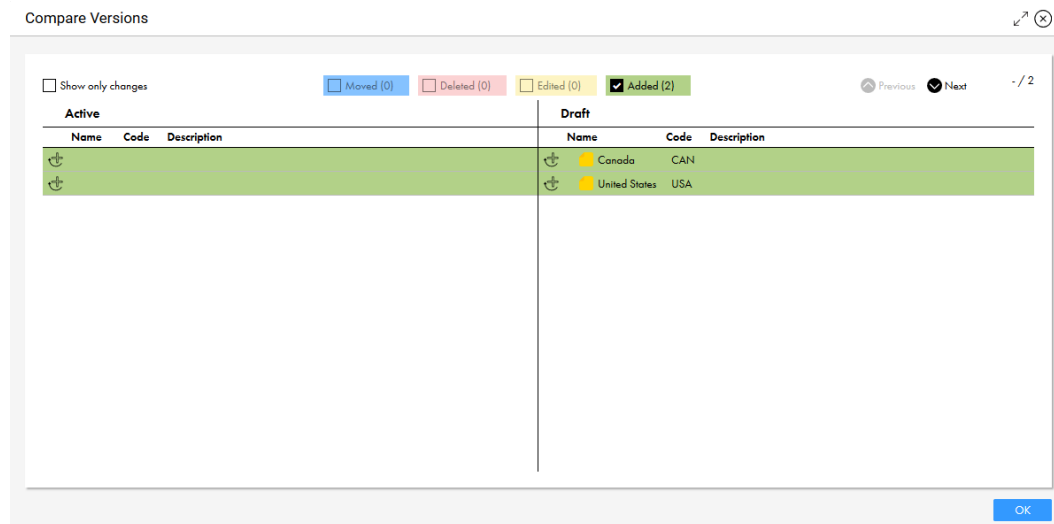 Compare Versions
Show only changes Moved (0) Deleted (0) Edited (0) Added (2) Previous Next - / 2
Active Draft
Name Code Description Name Code Description
Canada CAN
United States USA
OK